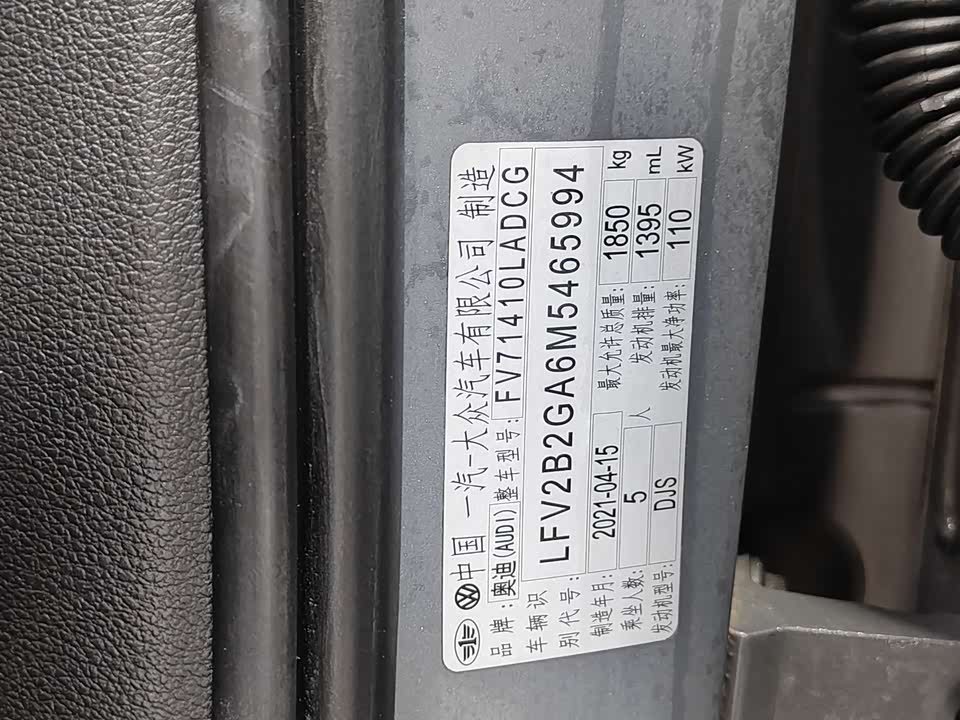 中国 一汽-大众汽车有限公司 制造
品牌:奥迪(AUDI) 整车型号:FV71410LADCG
车辆识别代号:LFV2B2GA6M5465994
制造年月:2021-04-15 最大允许总质量:1850 kg
乘坐人数:5 人 发动机排量:1395 mL
发动机型号:DJS 发动机最大净功率:110 kW